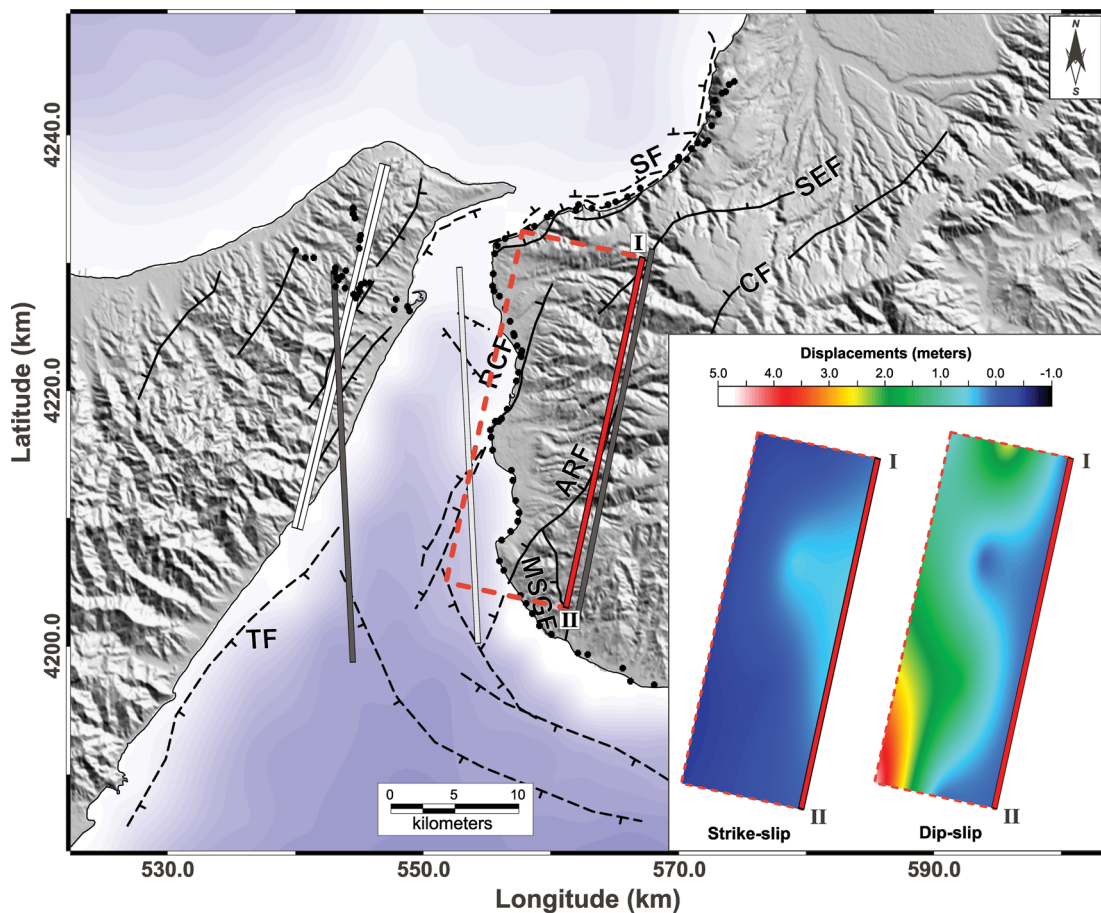 N
S
4240.0
4220.0
4200.0
Latitude (km)
SF
SEF
CF
I
RCF
ARF
MSGF
II
TF
0 5 10
kilometers
Displacements (meters)
5.0 4.0 3.0 2.0 1.0 0.0 -1.0
I I
II II
Strike-slip Dip-slip
530.0 550.0 570.0 590.0
Longitude (km)